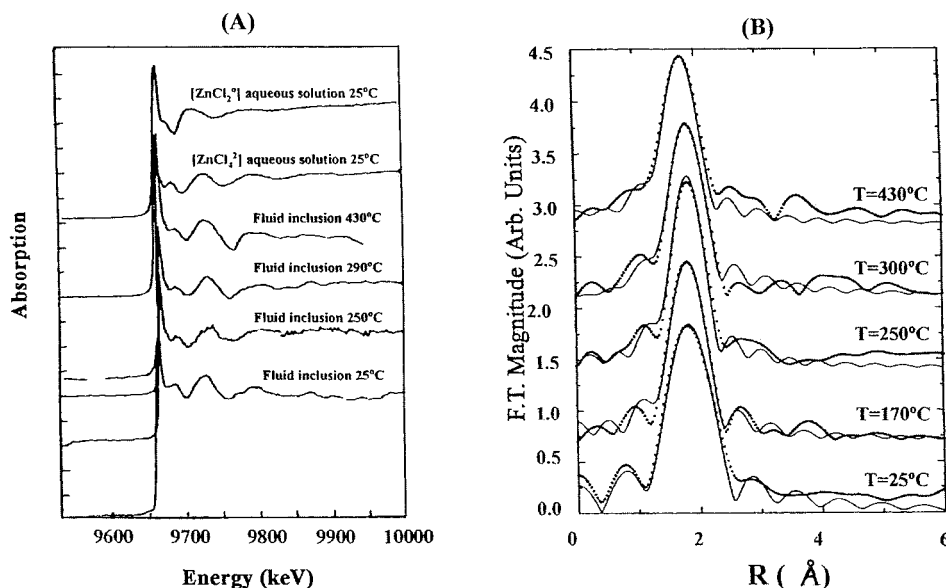 (A)
[ZnCl2°] aqueous solution 25°C
[ZnCl4²] aqueous solution 25°C
Fluid inclusion 430°C
Fluid inclusion 290°C
Fluid inclusion 250°C
Fluid inclusion 25°C
Absorption
9600
9700
9800
9900
10000
Energy (keV)
(B)
4.5
4.0
3.5
3.0
2.5
2.0
1.5
1.0
0.5
0.0
F.T. Magnitude (Arb. Units)
T=430°C
T=300°C
T=250°C
T=170°C
T=25°C
0
2
4
6
R ( Å)